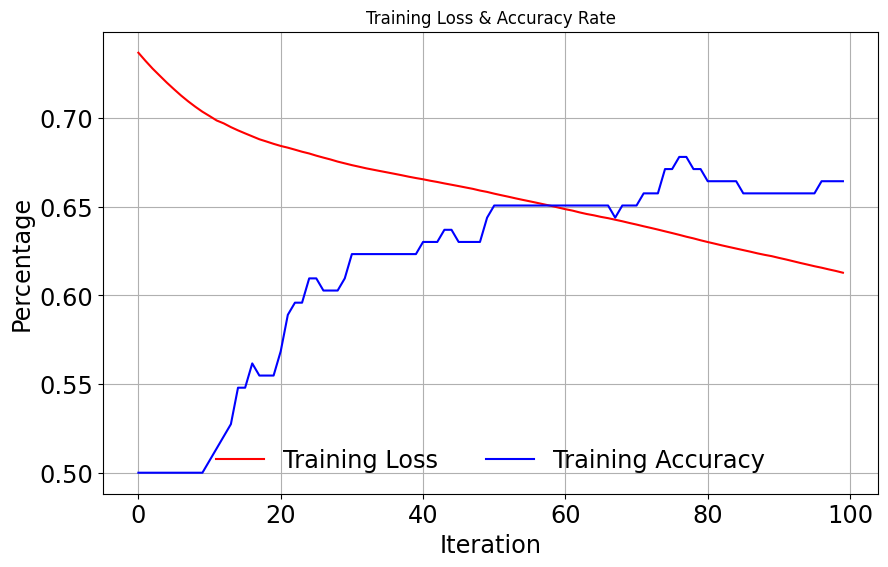 Training Loss & Accuracy Rate
Percentage
0.70
0.65
0.60
0.55
0.50
Training Loss
Training Accuracy
0 20 40 60 80 100
Iteration